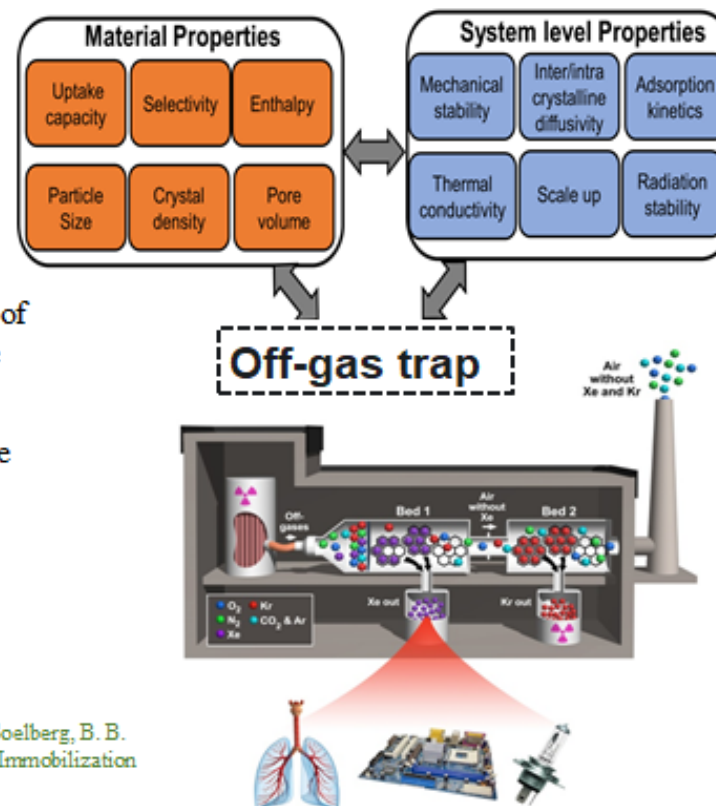 Material Properties
Uptake
capacity
Selectivity
Enthalpy
Particle
Size
Crystal
density
Pore
volume
System level Properties
Mechanical
stability
Inter/intra
crystalline
diffusivity
Adsorption
kinetics
Thermal
conductivity
Scale up
Radiation
stability
of
Off-gas trap
Air
without
Xe and Kr
Off-
gases
Bed 1
Air
without
Xe
Bed 2
O₂
Kr
N₂
CO₂ & Ar
Xe
Xe out
Kr out
oelberg, B. B.
Immobilization